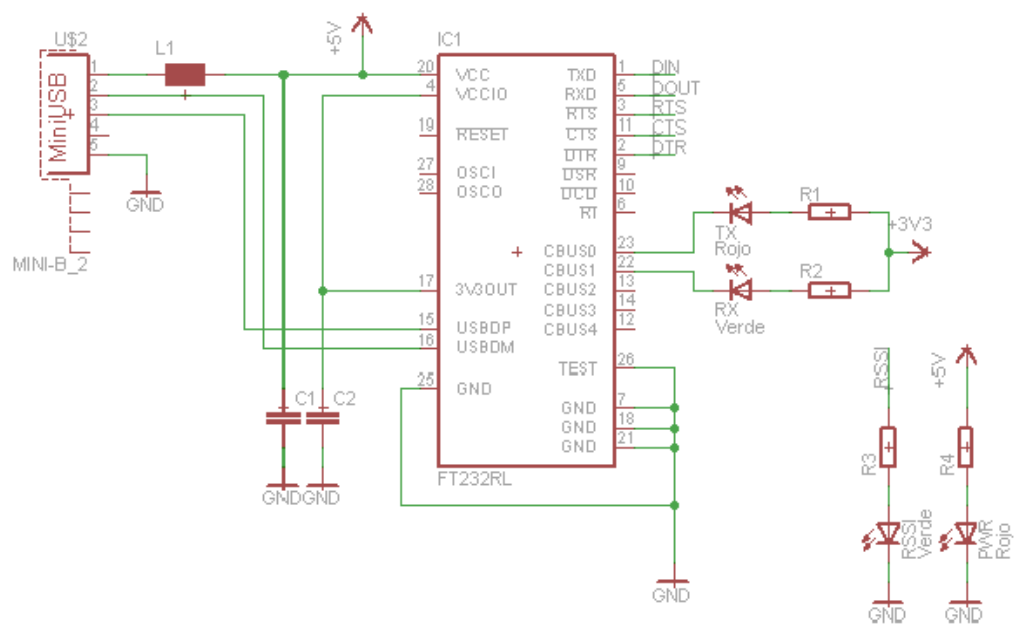 U$2
MiniUSB
1
2
3
4
5
MINI-B_2
L1
GND
+5V
IC1
20 VCC
4 VCCIO
19 RESET
27 OSCI
28 OSCO
17 3V3OUT
15 USBDP
16 USBDM
25 GND
TXD 1 DIN
RXD 5 DOUT
RTS 3 RTS
CTS 11 CTS
DTR 2 DTR
DSR 9
DCD 10
RI 6
CBUS0 23
CBUS1 22
CBUS2 13
CBUS3 14
CBUS4 12
TEST 26
GND 7
GND 18
GND 21
FT232RL
C1
C2
GND
GND
GND
TX
Rojo
R1
+3V3
RX
Verde
R2
RSSI
R3
RSSI
Verde
GND
+5V
R4
PWR
Rojo
GND